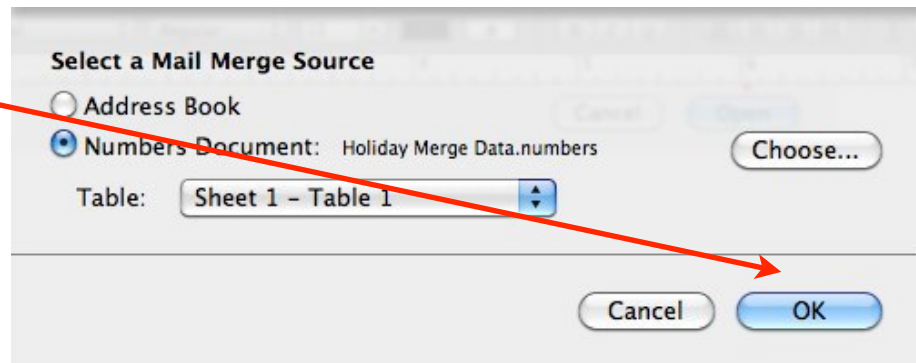 Select a Mail Merge Source
Address Book
Numbers Document: Holiday Merge Data.numbers Choose...
Table: Sheet 1 – Table 1
Cancel OK